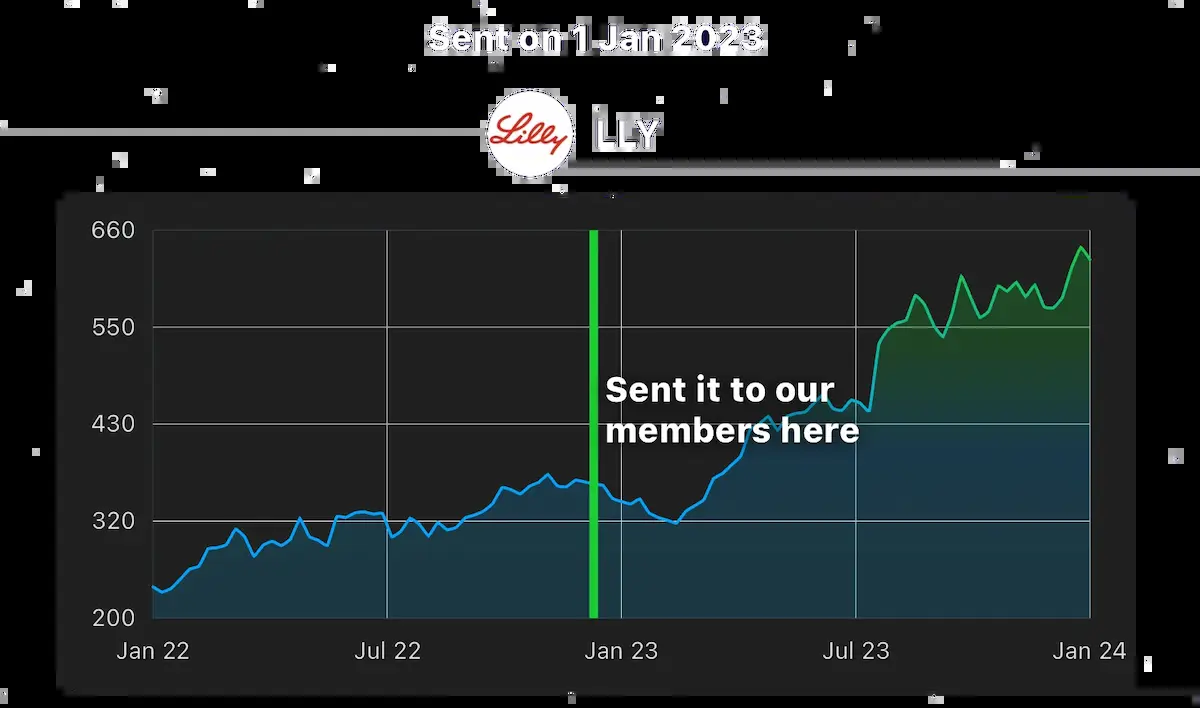 Sent on 1 Jan 2023
Lilly LLY
660
550
Sent it to our
430
members here
320
200
Jan 22 Jul 22 Jan 23 Jul 23 Jan 24